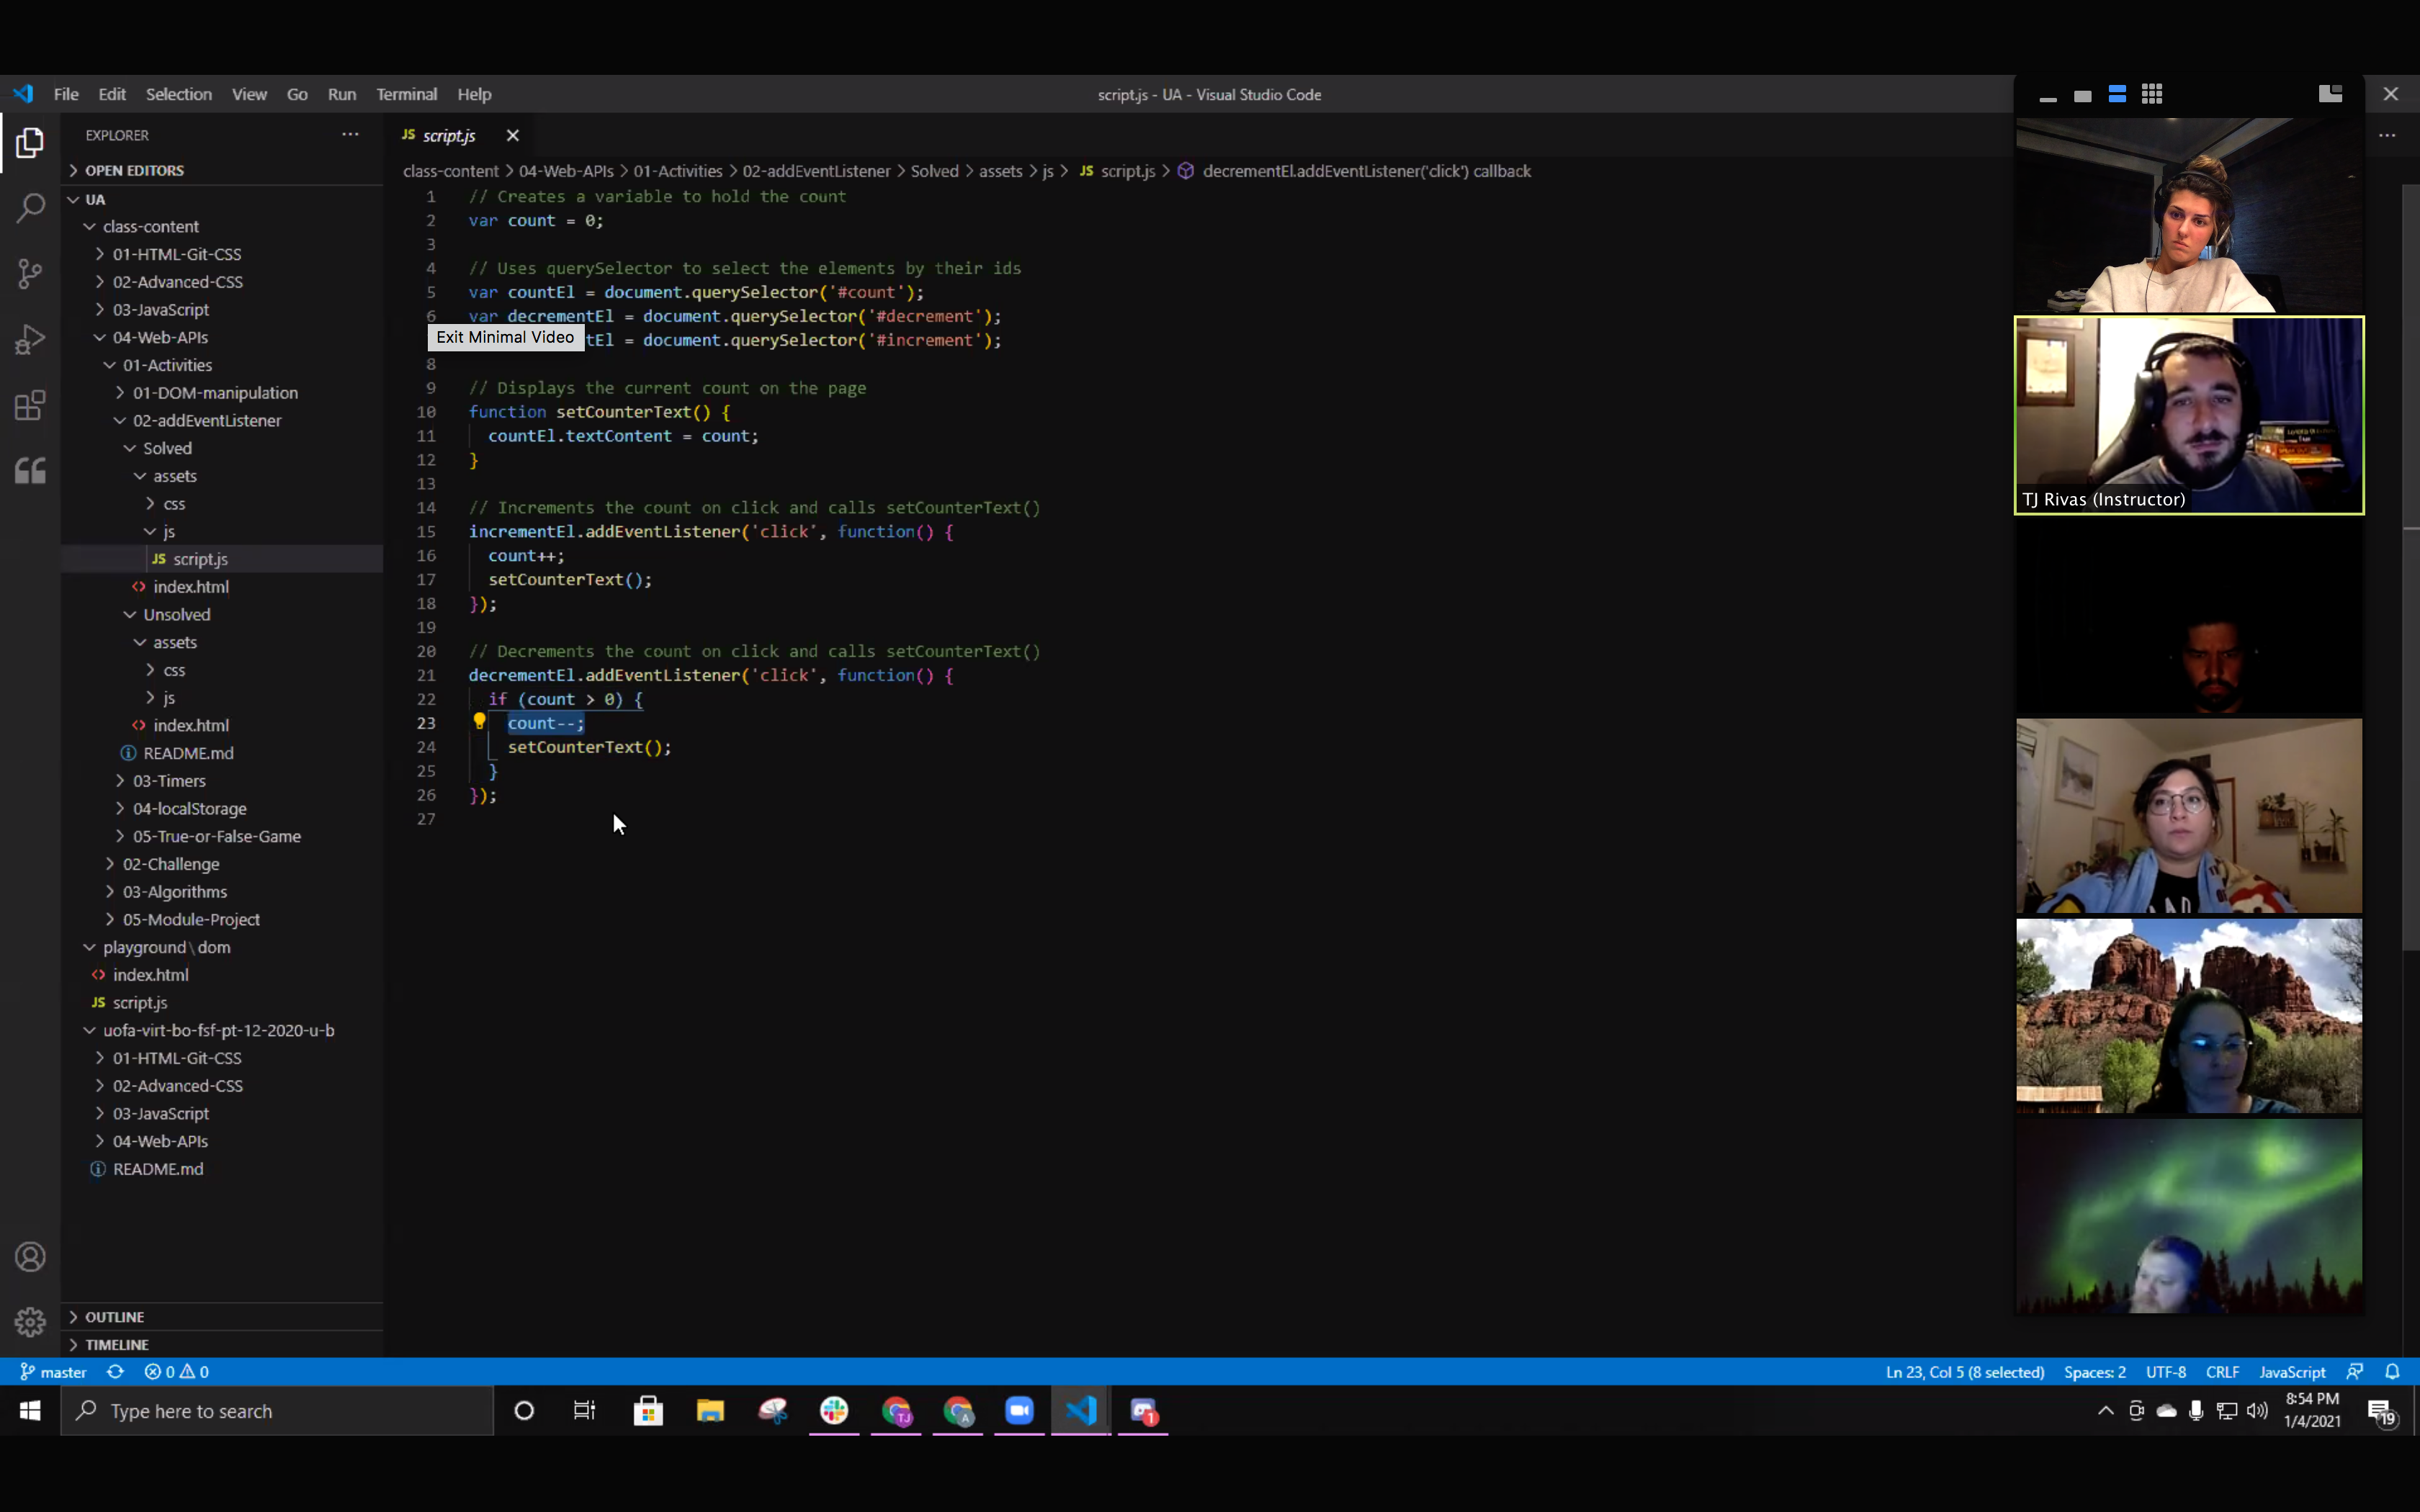 File Edit Selection View Go Run Terminal Help
script.js - UA - Visual Studio Code
EXPLORER
OPEN EDITORS
UA
class-content
01-HTML-Git-CSS
02-Advanced-CSS
03-JavaScript
04-Web-APIs
01-Activities
01-DOM-manipulation
02-addEventListener
Solved
assets
css
js
JS script.js
index.html
Unsolved
assets
css
js
index.html
README.md
03-Timers
04-localStorage
05-True-or-False-Game
02-Challenge
03-Algorithms
05-Module-Project
playground\dom
index.html
JS script.js
uofa-virt-bo-fsf-pt-12-2020-u-b
01-HTML-Git-CSS
02-Advanced-CSS
03-JavaScript
04-Web-APIs
README.md
OUTLINE
TIMELINE
JS script.js
class-content > 04-Web-APIs > 01-Activities > 02-addEventListener > Solved > assets > js > JS script.js > decrementEl.addEventListener('click') callback
1 // Creates a variable to hold the count
2 var count = 0;
3
4 // Uses querySelector to select the elements by their ids
5 var countEl = document.querySelector('#count');
6 var decrementEl = document.querySelector('#decrement');
Exit Minimal Video
tEl = document.querySelector('#increment');
8
9 // Displays the current count on the page
10 function setCounterText() {
11 countEl.textContent = count;
12 }
13
14 // Increments the count on click and calls setCounterText()
15 incrementEl.addEventListener('click', function() {
16 count++;
17 setCounterText();
18 });
19
20 // Decrements the count on click and calls setCounterText()
21 decrementEl.addEventListener('click', function() {
22 if (count > 0) {
23 count--;
24 setCounterText();
25 }
26 });
27
TJ Rivas (Instructor)
master 0 0
Ln 23, Col 5 (8 selected) Spaces: 2 UTF-8 CRLF JavaScript
Type here to search
TJ
A
1
8:54 PM
1/4/2021
19